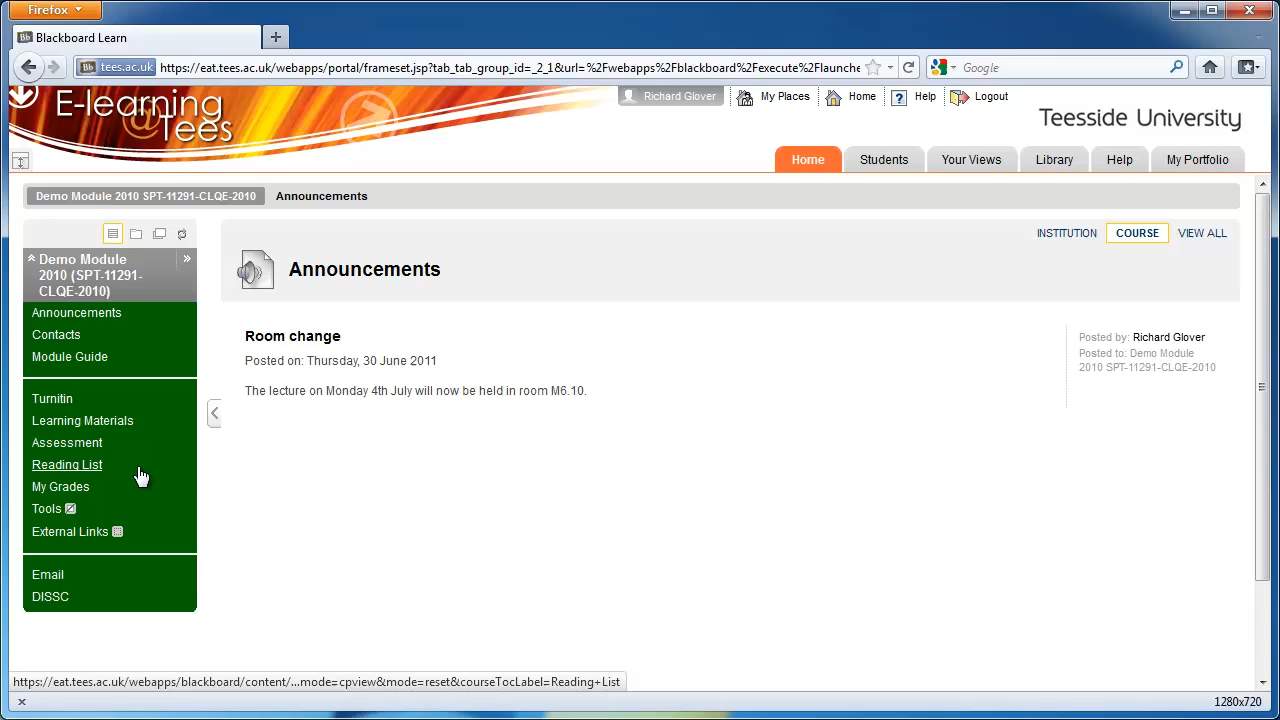 Firefox
Blackboard Learn
tees.ac.uk https://eat.tees.ac.uk/webapps/portal/frameset.jsp?tab_tab_group_id=_2_1&url=%2Fwebapps%2Fblackboard%2Fexecute%2Flaunche
Google
E-learning
@Tees
Richard Glover My Places Home Help Logout
Teesside University
Home Students Your Views Library Help My Portfolio
Demo Module 2010 SPT-11291-CLQE-2010 Announcements
INSTITUTION COURSE VIEW ALL
Demo Module
2010 (SPT-11291-
CLQE-2010)
Announcements
Contacts
Module Guide
Turnitin
Learning Materials
Assessment
Reading List
My Grades
Tools
External Links
Email
DISSC
Announcements
Room change
Posted on: Thursday, 30 June 2011
The lecture on Monday 4th July will now be held in room M6.10.
Posted by: Richard Glover
Posted to: Demo Module
2010 SPT-11291-CLQE-2010
https://eat.tees.ac.uk/webapps/blackboard/content/...mode=cpview&mode=reset&courseTocLabel=Reading+List
1280x720